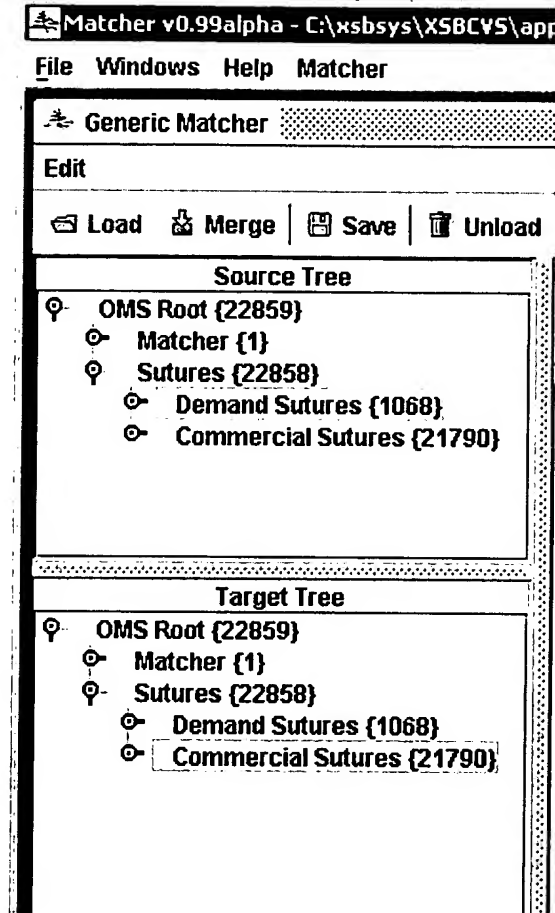 Matcher v0.99alpha - C:\xsbsys\XSBCVS\app
File Windows Help Matcher
Generic Matcher
Edit
Load Merge Save Unload
Source Tree
OMS Root {22859}
Matcher {1}
Sutures {22858}
Demand Sutures {1068}
Commercial Sutures {21790}
Target Tree
OMS Root {22859}
Matcher {1}
Sutures {22858}
Demand Sutures {1068}
Commercial Sutures {21790}